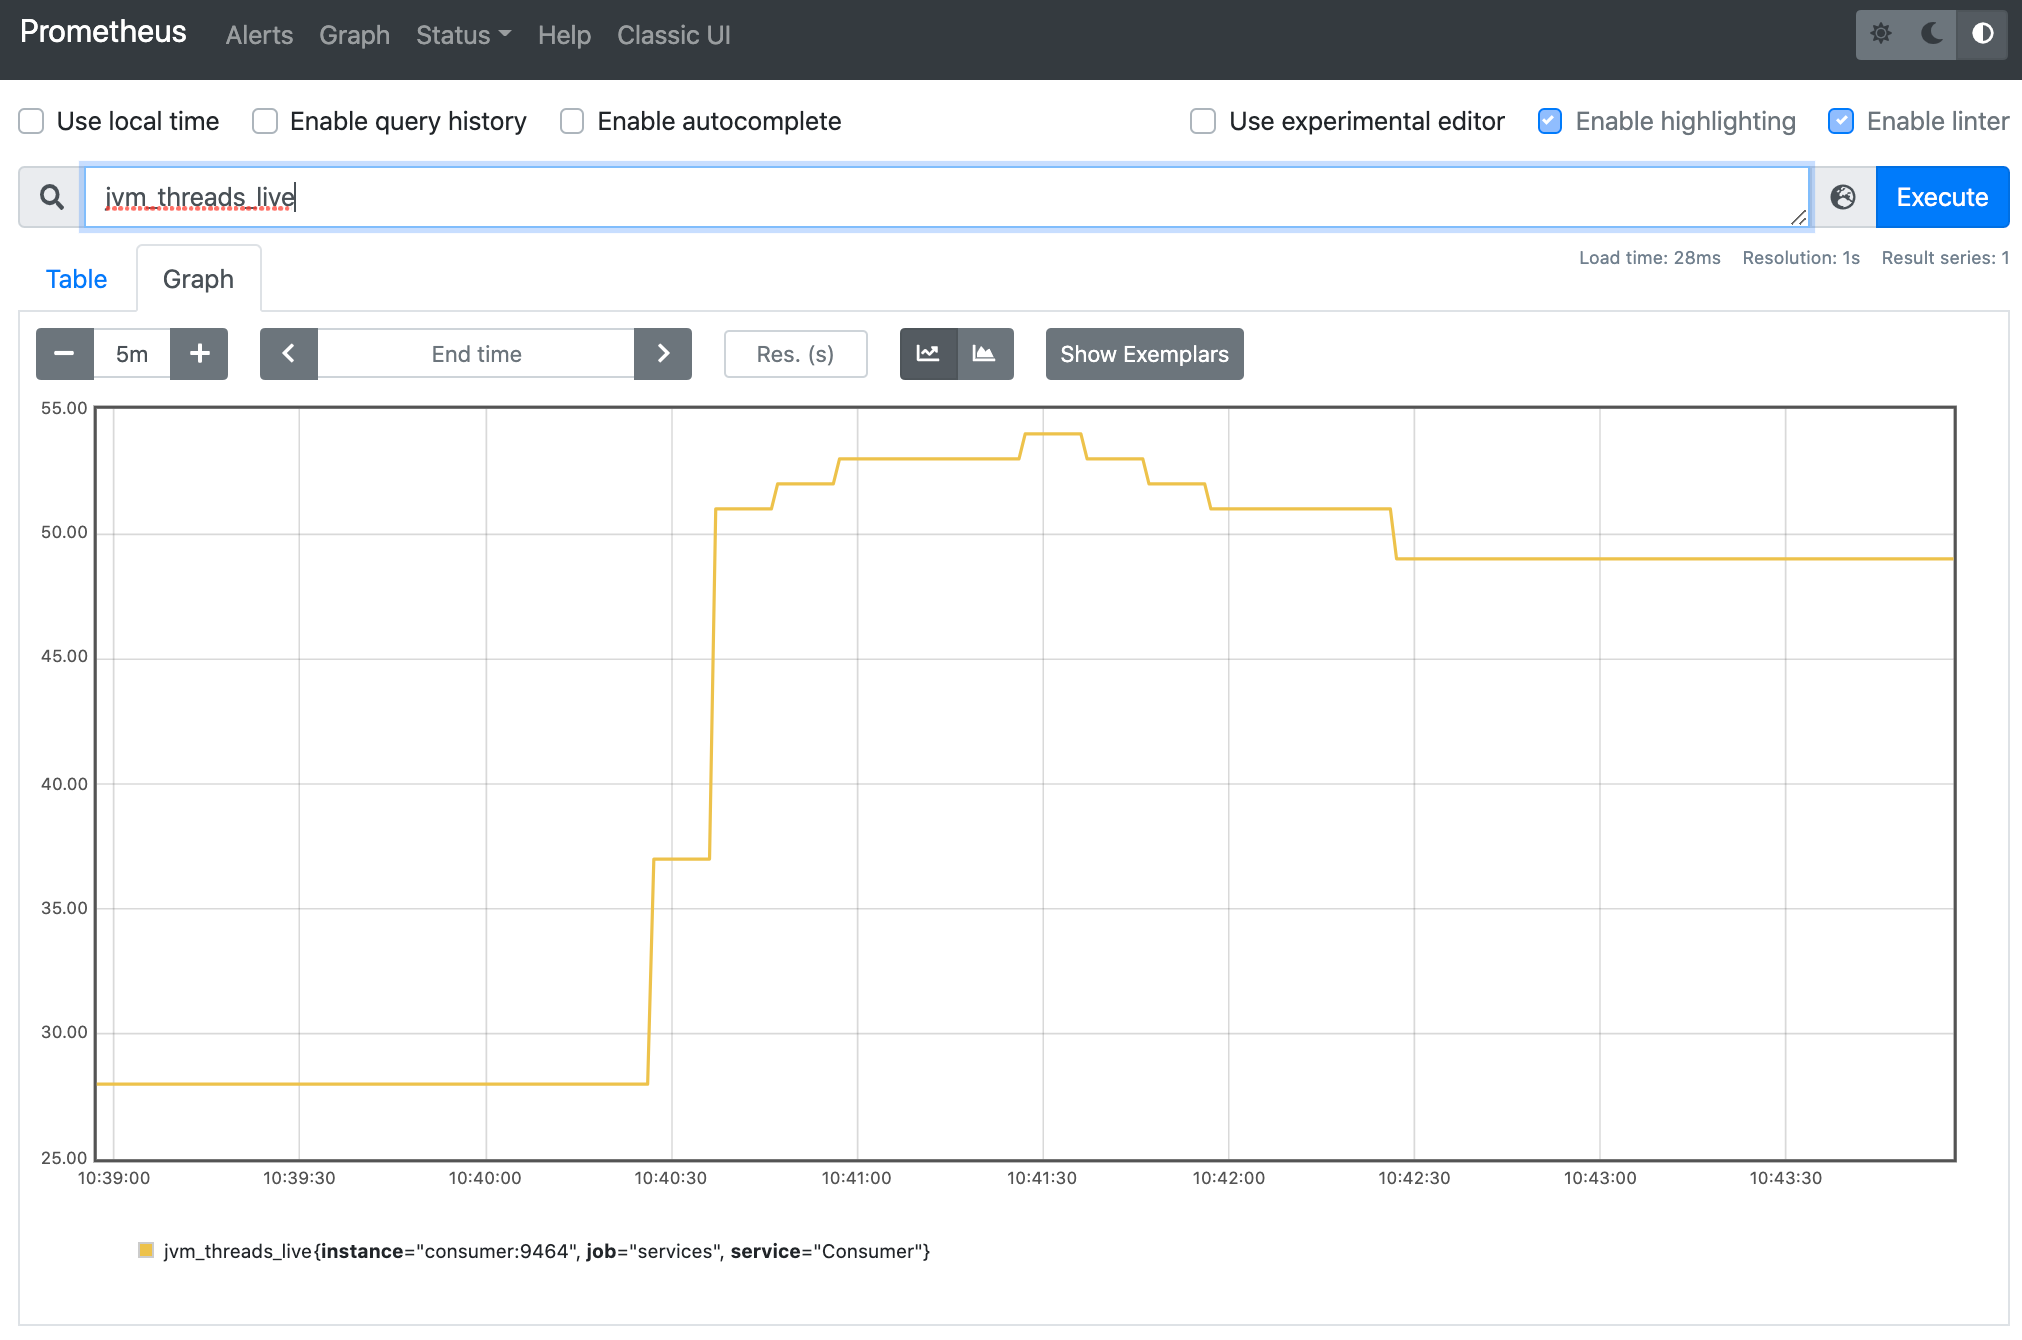 Prometheus Alerts Graph Status Help Classic UI
Use local time Enable query history Enable autocomplete Use experimental editor Enable highlighting Enable linter
jvm_threads_live Execute
Load time: 28ms Resolution: 1s Result series: 1
Table Graph
5m End time Res. (s) Show Exemplars
55.00
50.00
45.00
40.00
35.00
30.00
25.00
10:39:00 10:39:30 10:40:00 10:40:30 10:41:00 10:41:30 10:42:00 10:42:30 10:43:00 10:43:30
jvm_threads_live{instance="consumer:9464", job="services", service="Consumer"}